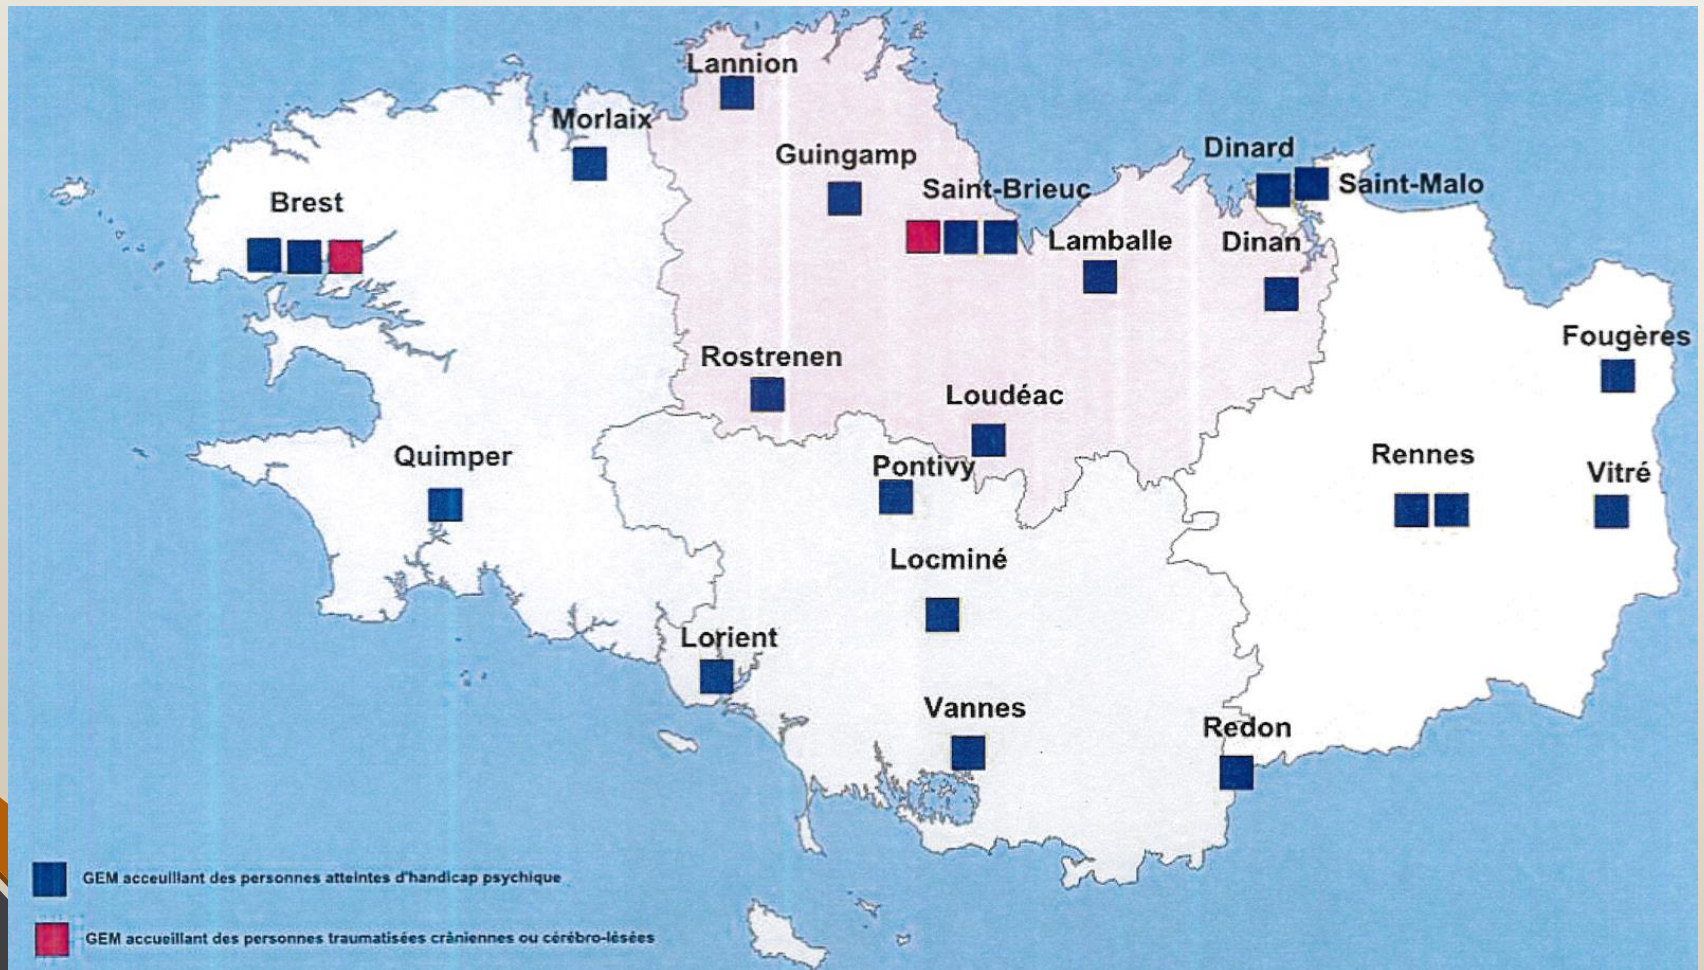 Lannion
Morlaix
Guingamp
Dinard
Saint-Brieuc
Saint-Malo
Brest
Lamballe
Dinan
Fougères
Rostrenen
Loudéac
Quimper
Pontivy
Rennes
Vitré
Locminé
Lorient
Vannes
Redon
GEM acceuillant des personnes atteintes d'handicap psychique
GEM accueillant des personnes traumatisées crâniennes ou cérébro-lésées